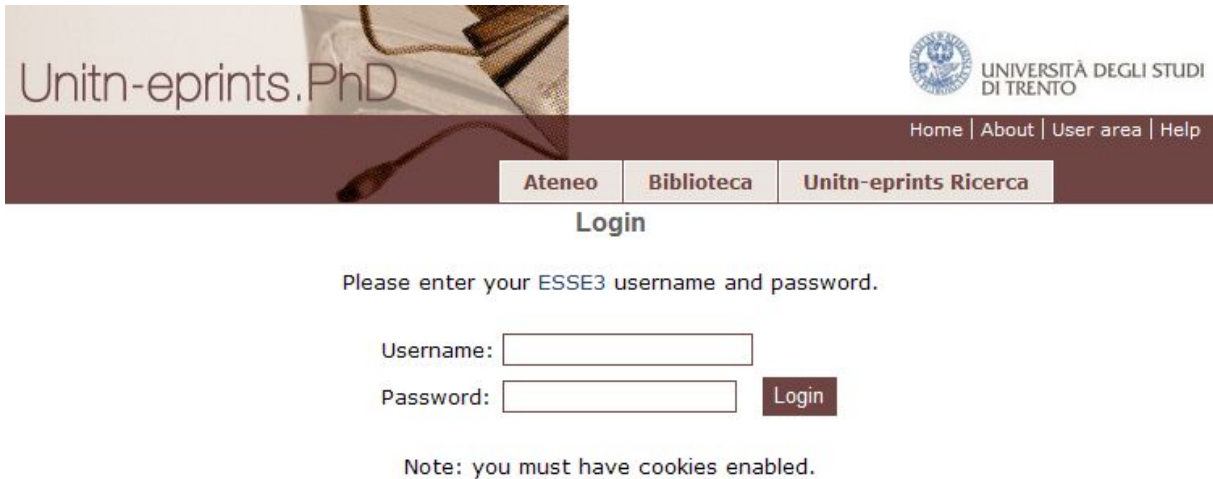 Unitn-eprints.PhD
UNIVERSITÀ DEGLI STUDI
DI TRENTO
Home | About | User area | Help
Ateneo Biblioteca Unitn-eprints Ricerca
Login
Please enter your ESSE3 username and password.
Username:
Password: Login
Note: you must have cookies enabled.